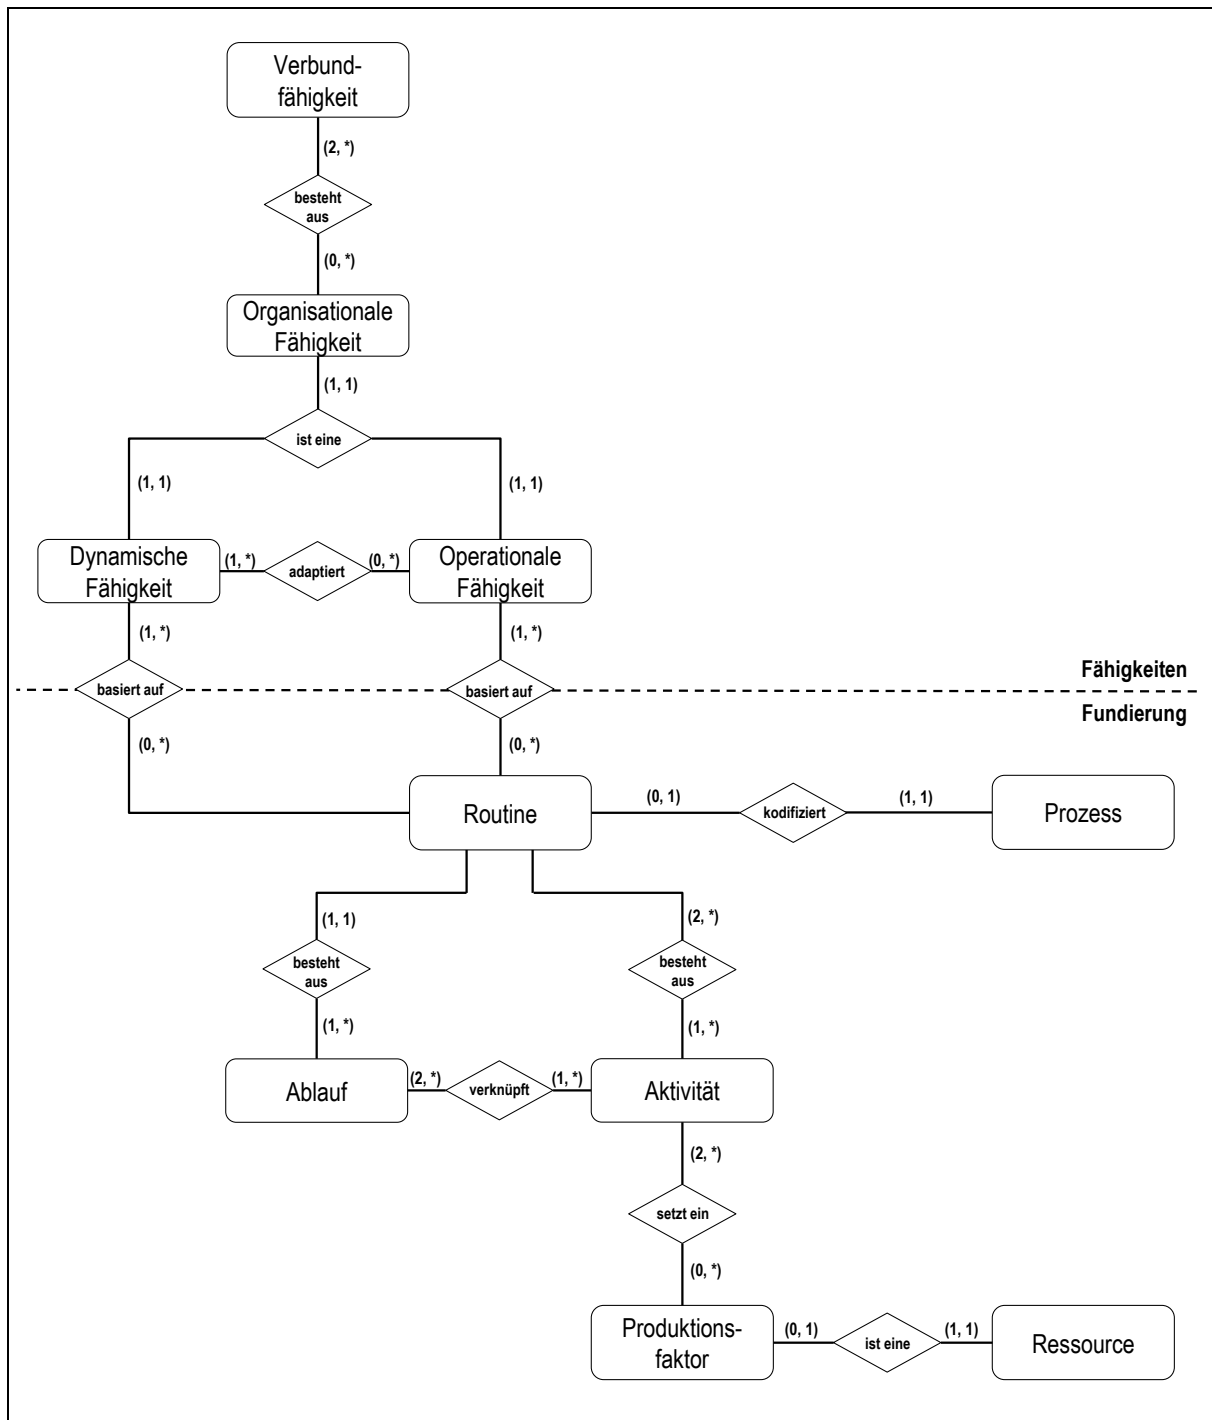 Verbund-
fähigkeit
(2, *)
besteht
aus
(0, *)
Organisationale
Fähigkeit
(1, 1)
ist eine
(1, 1)
(1, 1)
Dynamische
Fähigkeit
(1, *)
adaptiert
(0, *)
Operationale
Fähigkeit
(1, *)
(1, *)
Fähigkeiten
basiert auf
basiert auf
Fundierung
(0, *)
(0, *)
Routine
(0, 1)
kodifiziert
(1, 1)
Prozess
(1, 1)
(2, *)
besteht
aus
besteht
aus
(1, *)
(1, *)
Ablauf
(2, *)
verknüpft
(1, *)
Aktivität
(2, *)
setzt ein
(0, *)
Produktions-
faktor
(0, 1)
ist eine
(1, 1)
Ressource